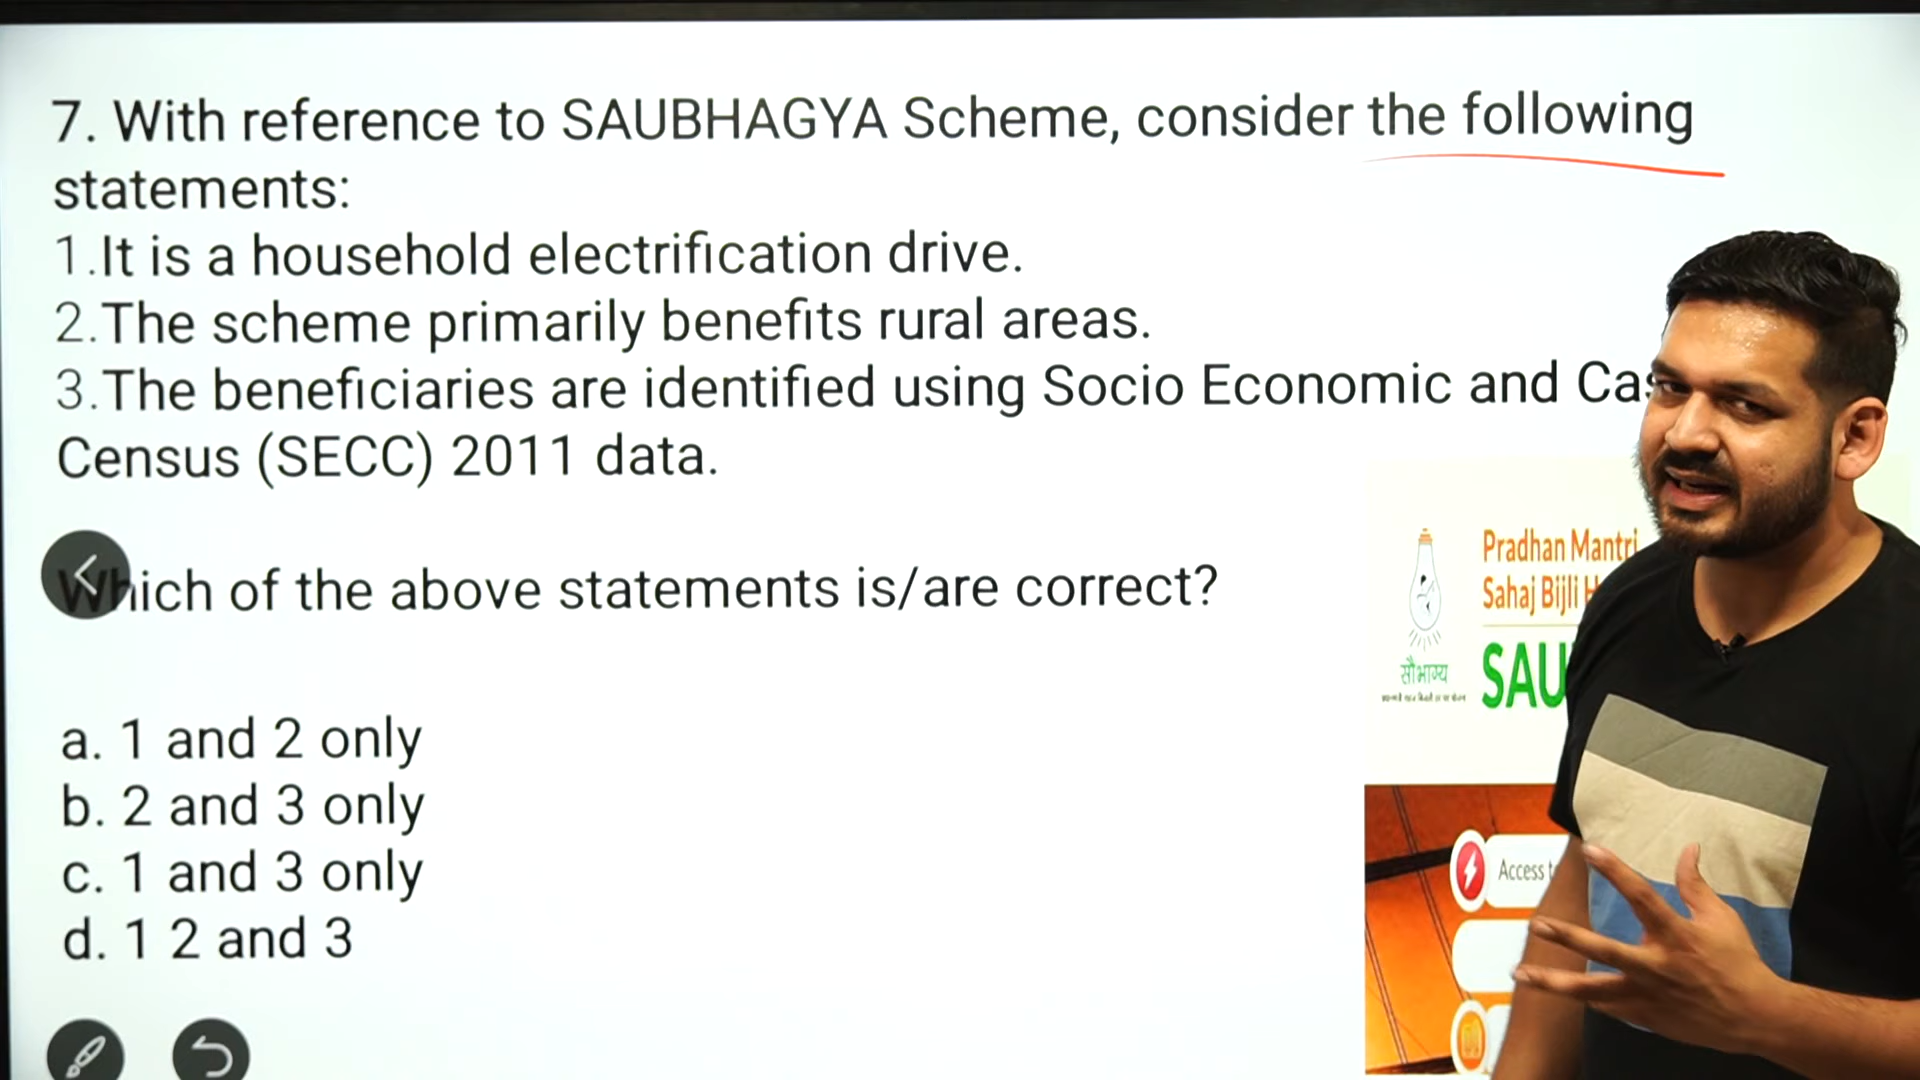 7. With reference to SAUBHAGYA Scheme, consider the following
statements:
1.It is a household electrification drive.
2.The scheme primarily benefits rural areas.
3.The beneficiaries are identified using Socio Economic and
Census (SECC) 2011 data.
Which of the above statements is/are correct?
a. 1 and 2 only
b. 2 and 3 only
c. 1 and 3 only
d. 1 2 and 3
Pradhan Mantri
Sahaj Bijli
सौभाग्य
SAU
Access